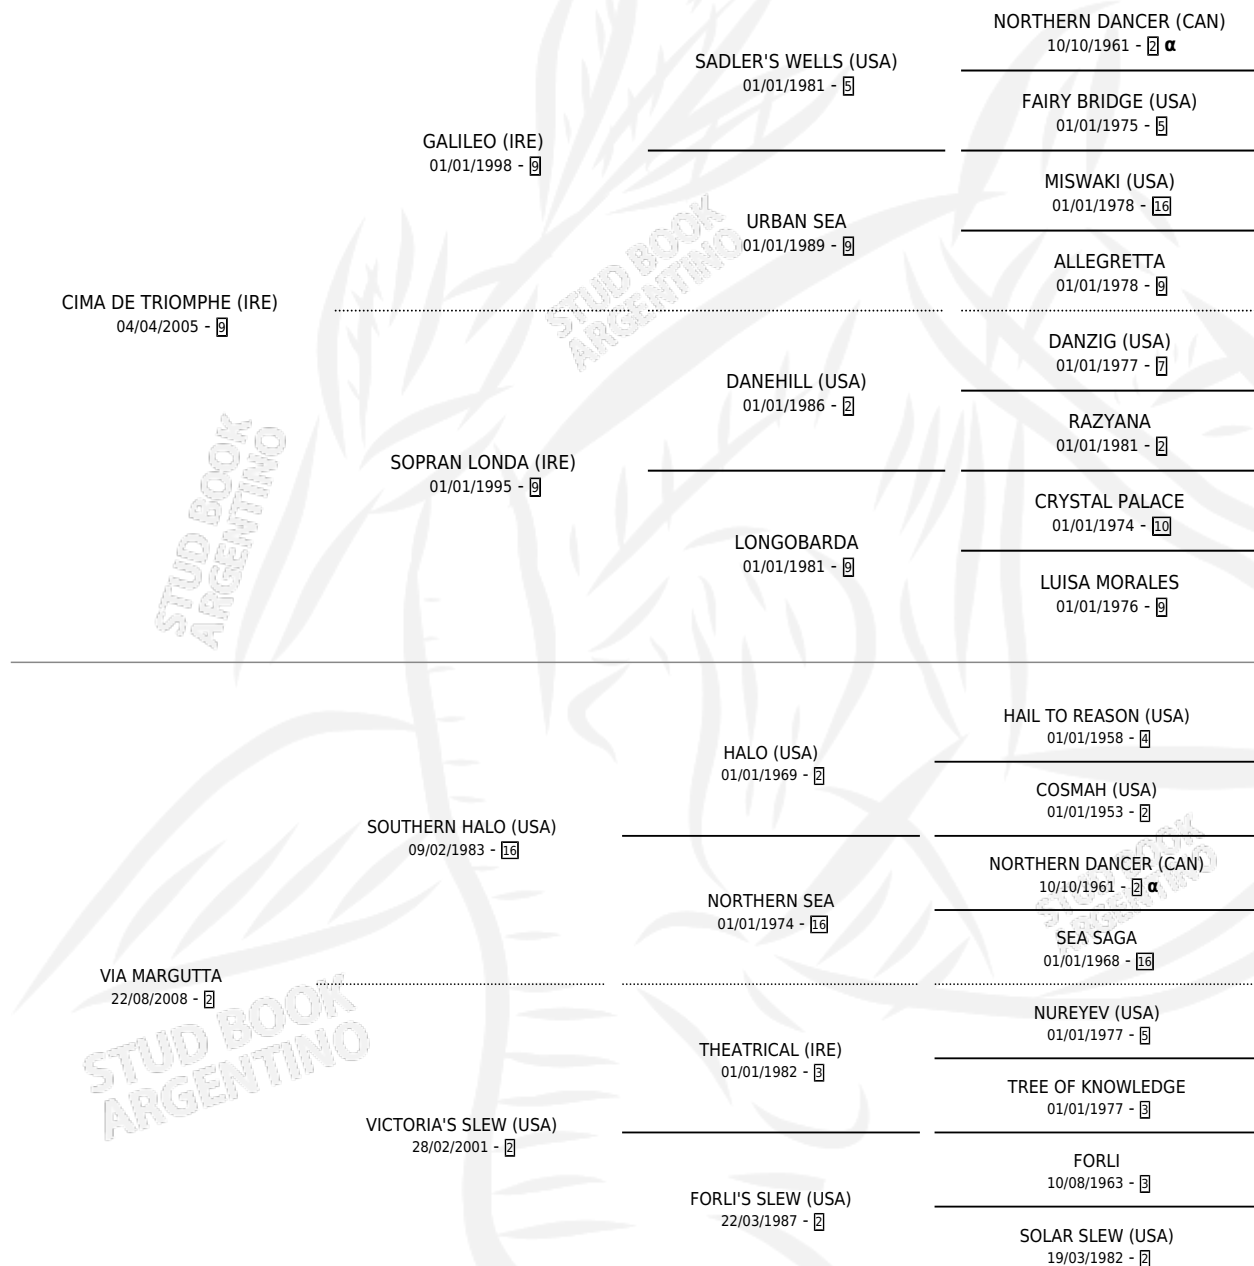 NORTHERN DANCER (CAN)
10/10/1961 - 2 α
SADLER'S WELLS (USA)
01/01/1981 - 5
FAIRY BRIDGE (USA)
01/01/1975 - 5
GALILEO (IRE)
01/01/1998 - 9
MISWAKI (USA)
01/01/1978 - 16
URBAN SEA
01/01/1989 - 9
ALLEGRETTA
01/01/1978 - 9
CIMA DE TRIOMPHE (IRE)
04/04/2005 - 9
DANZIG (USA)
01/01/1977 - 7
DANEHILL (USA)
01/01/1986 - 2
RAZYANA
01/01/1981 - 2
SOPRAN LONDA (IRE)
01/01/1995 - 9
CRYSTAL PALACE
01/01/1974 - 10
LONGOBARDA
01/01/1981 - 9
LUISA MORALES
01/01/1976 - 9
HAIL TO REASON (USA)
01/01/1958 - 4
HALO (USA)
01/01/1969 - 2
COSMAH (USA)
01/01/1953 - 2
SOUTHERN HALO (USA)
09/02/1983 - 16
NORTHERN DANCER (CAN)
10/10/1961 - 2 α
NORTHERN SEA
01/01/1974 - 16
SEA SAGA
01/01/1968 - 16
VIA MARGUTTA
22/08/2008 - 2
NUREYEV (USA)
01/01/1977 - 5
THEATRICAL (IRE)
01/01/1982 - 3
TREE OF KNOWLEDGE
01/01/1977 - 3
VICTORIA'S SLEW (USA)
28/02/2001 - 2
FORLI
10/08/1963 - 3
FORLI'S SLEW (USA)
22/03/1987 - 2
SOLAR SLEW (USA)
19/03/1982 - 2
STUD BOOK
ARGENTINO
STUD BOOK
ARGENTINO
STUD BOOK
ARGENTINO
STUD BOOK
ARGENTINO